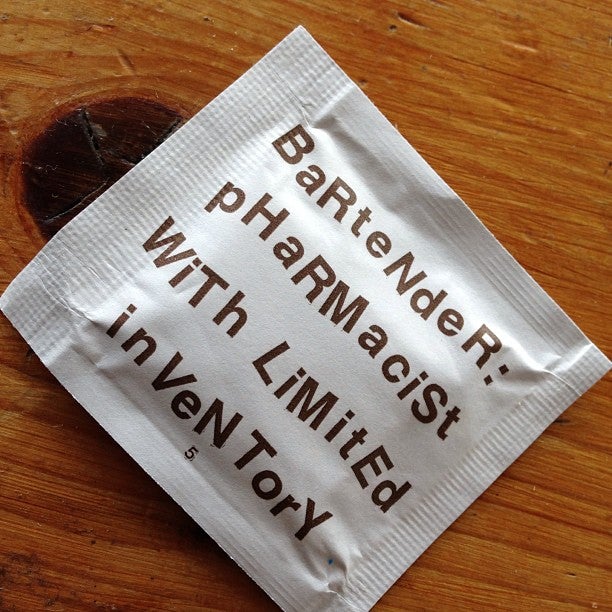 BaRteNdeR:
pHaRMaciSt
WiTh LiMitEd
inVeNTorY
5.